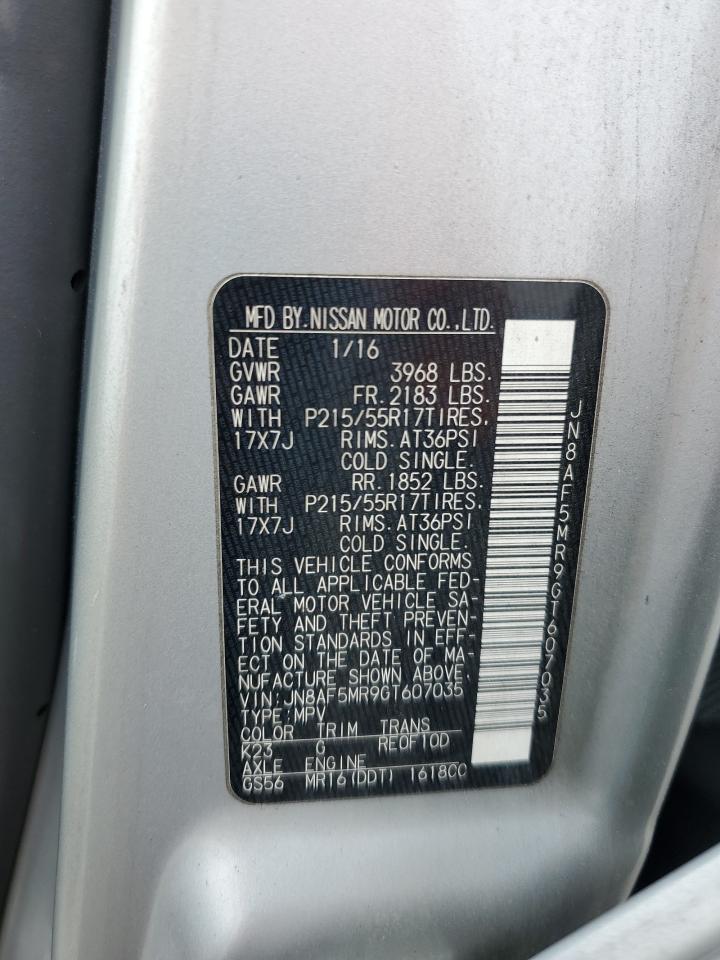 MFD BY.NISSAN MOTOR CO.,LTD.
DATE 1/16
GVWR 3968 LBS.
GAWR FR.2183 LBS.
WITH P215/55R17TIRES,
17X7J RIMS.AT36PSI
COLD SINGLE.
GAWR RR.1852 LBS.
WITH P215/55R17TIRES.
17X7J RIMS.AT36PSI
COLD SINGLE.
THIS VEHICLE CONFORMS
TO ALL APPLICABLE FED-
ERAL MOTOR VEHICLE SA-
FETY AND THEFT PREVEN-
TION STANDARDS IN EFF-
ECT ON THE DATE OF MA-
NUFACTURE SHOWN ABOVE.
VIN:JN8AF5MR9GT607035
TYPE:MPV
COLOR TRIM TRANS
K23 G RE0F10D
AXLE ENGINE
GS56 MR16(DDT) 1618CC
JN8AF5MR9GT607035